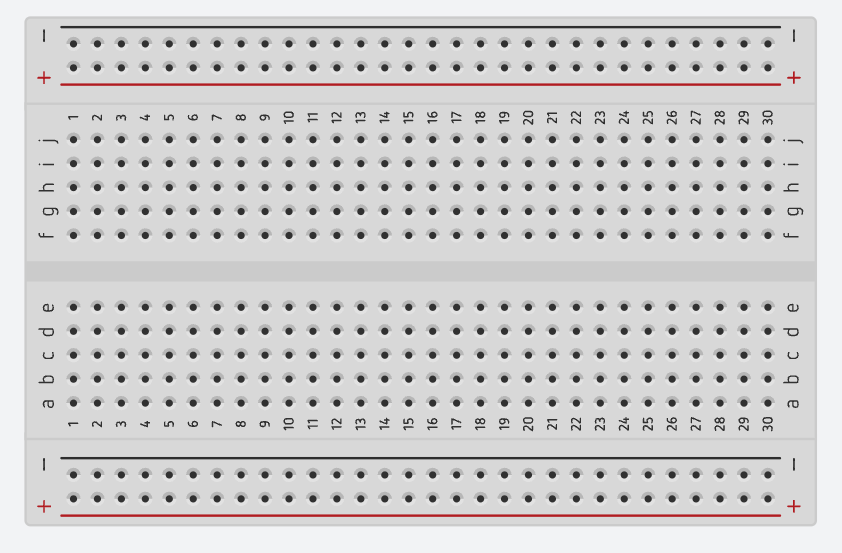 − −
+ +
1 2 3 4 5 6 7 8 9 10 11 12 13 14 15 16 17 18 19 20 21 22 23 24 25 26 27 28 29 30
j j
i i
h h
g g
f f
e e
d d
c c
b b
a a
1 2 3 4 5 6 7 8 9 10 11 12 13 14 15 16 17 18 19 20 21 22 23 24 25 26 27 28 29 30
− −
+ +